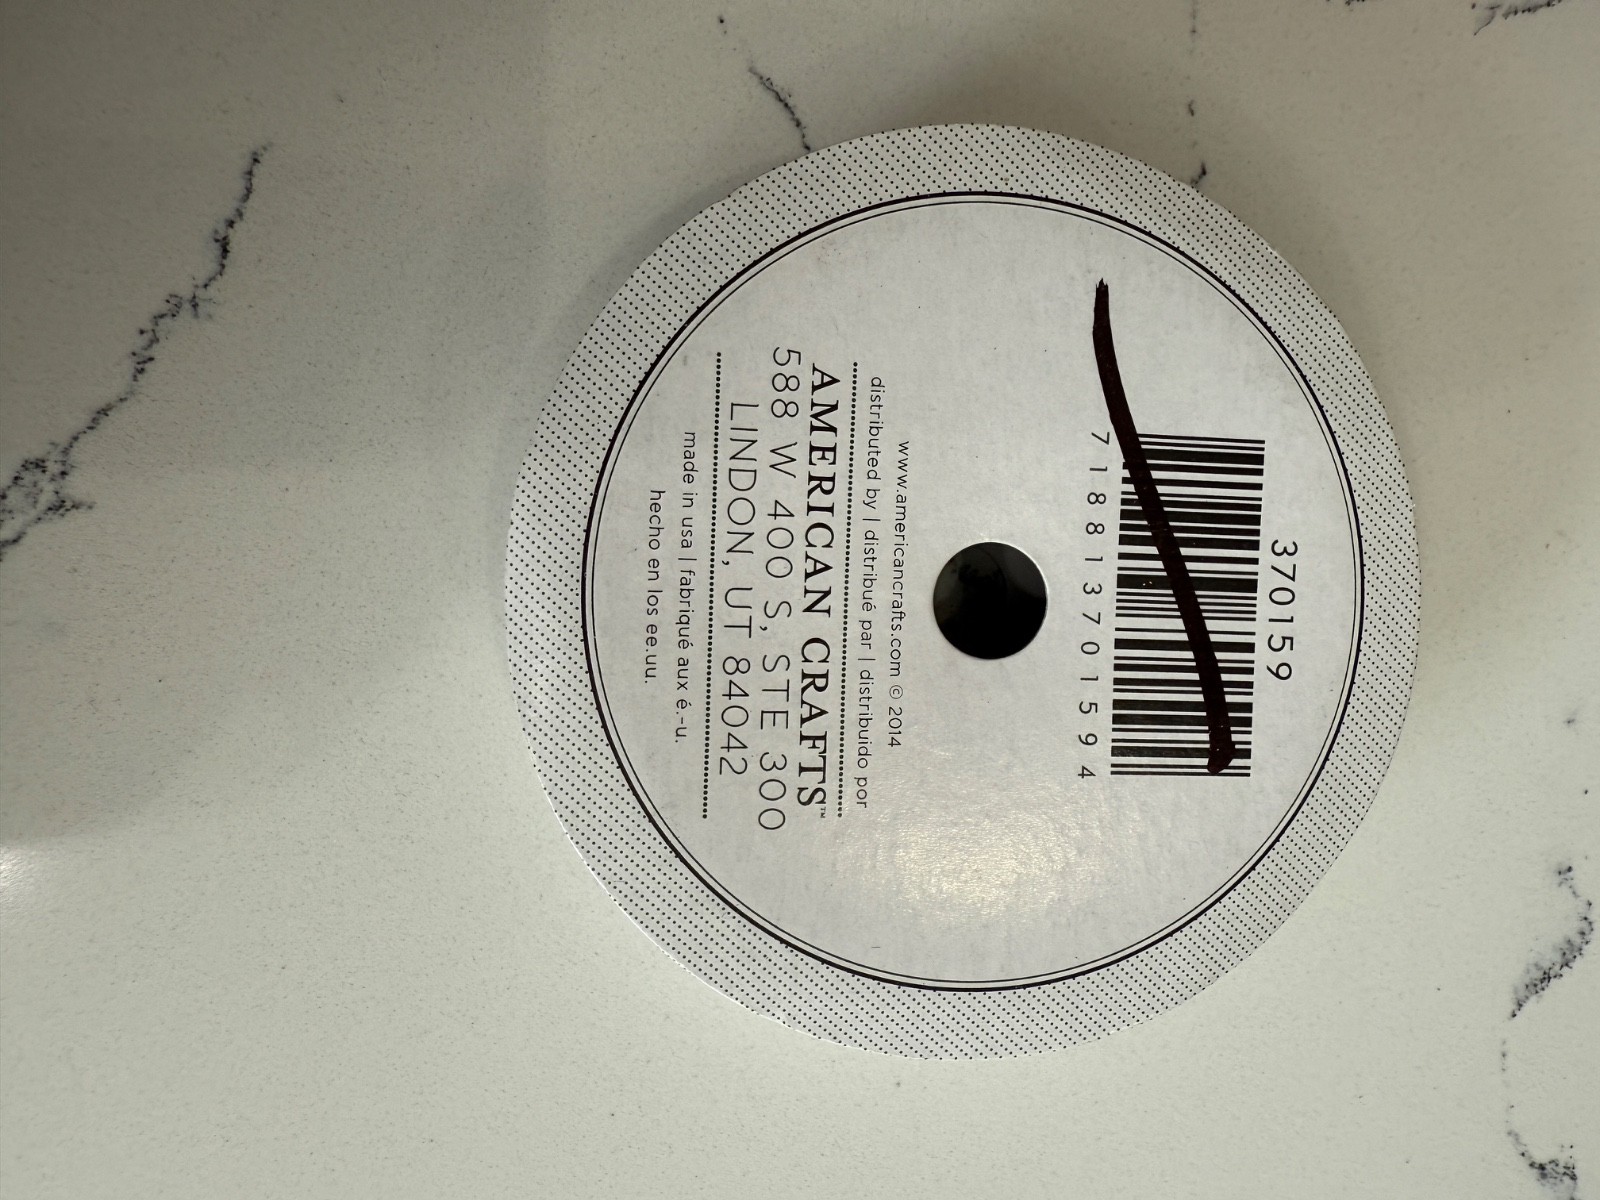 370159
7 18813 70159 4
www.americancrafts.com © 2014
distributed by | distribué par | distribuido por
AMERICAN CRAFTS™
588 W 400 S, STE 300
LINDON, UT 84042
made in usa | fabriqué aux é.-u.
hecho en los ee.uu.